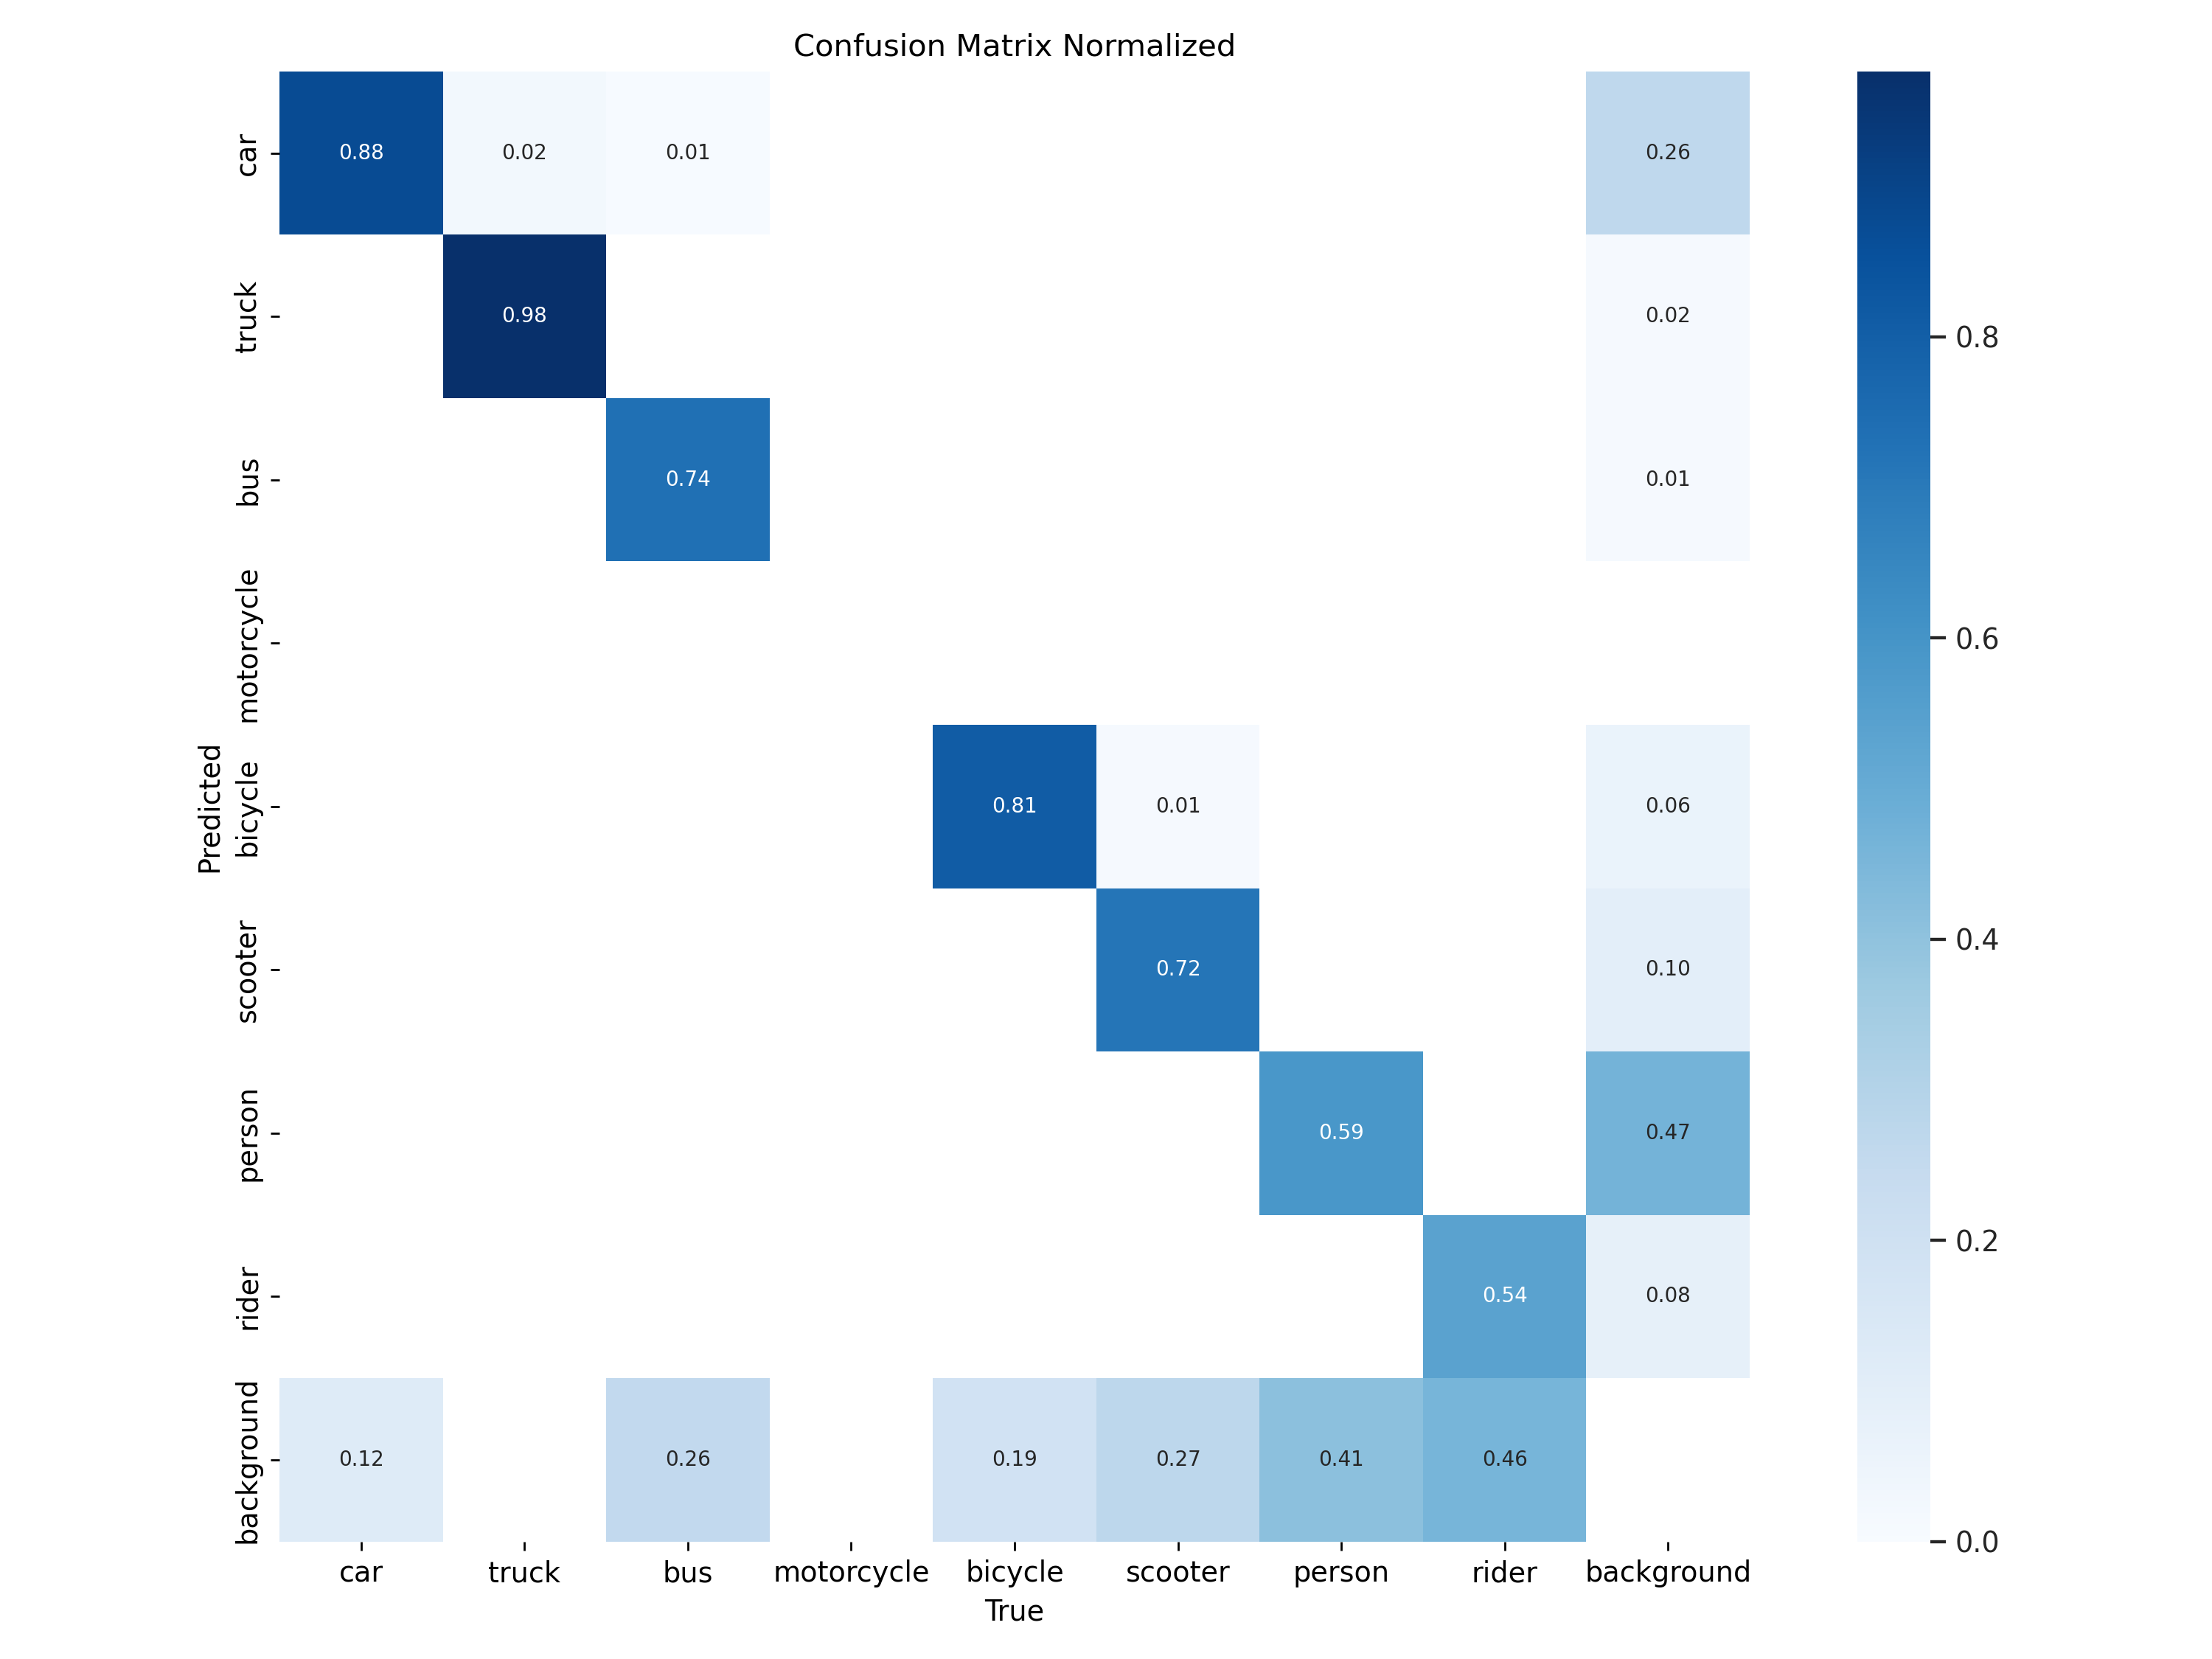 Confusion Matrix Normalized
car
0.88
0.02
0.01
0.26
truck
0.98
0.02
0.8
bus
0.74
0.01
motorcycle
0.6
Predicted
bicycle
0.81
0.01
0.06
scooter
0.72
0.10
0.4
person
0.59
0.47
rider
0.54
0.08
0.2
background
0.12
0.26
0.19
0.27
0.41
0.46
0.0
car
truck
bus
motorcycle
bicycle
scooter
person
rider
background
True